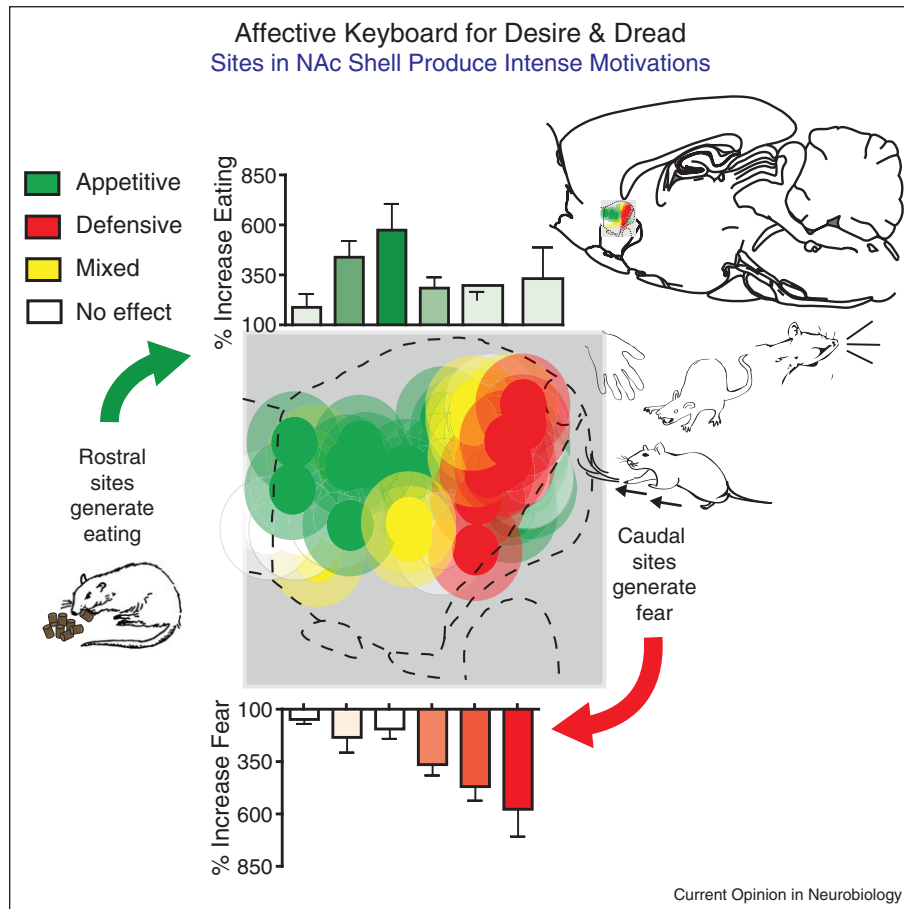 Affective Keyboard for Desire & Dread
Sites in NAc Shell Produce Intense Motivations
Appetitive
Defensive
Mixed
No effect
% Increase Eating
850
600
350
100
Rostral
sites
generate
eating
Caudal
sites
generate
fear
% Increase Fear
100
350
600
850
Current Opinion in Neurobiology